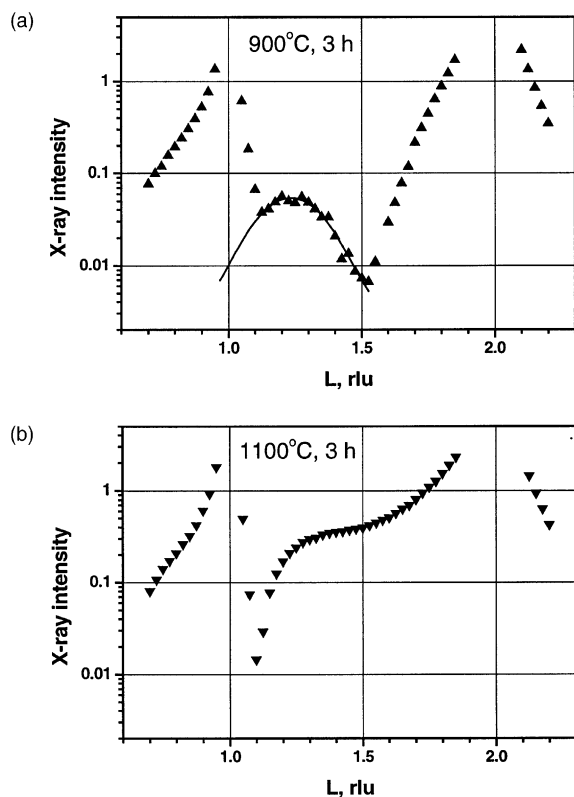 (a)
900°C, 3 h
X-ray intensity
1
0.1
0.01
1.0
1.5
2.0
L, rlu
(b)
1100°C, 3 h
X-ray intensity
1
0.1
0.01
1.0
1.5
2.0
L, rlu